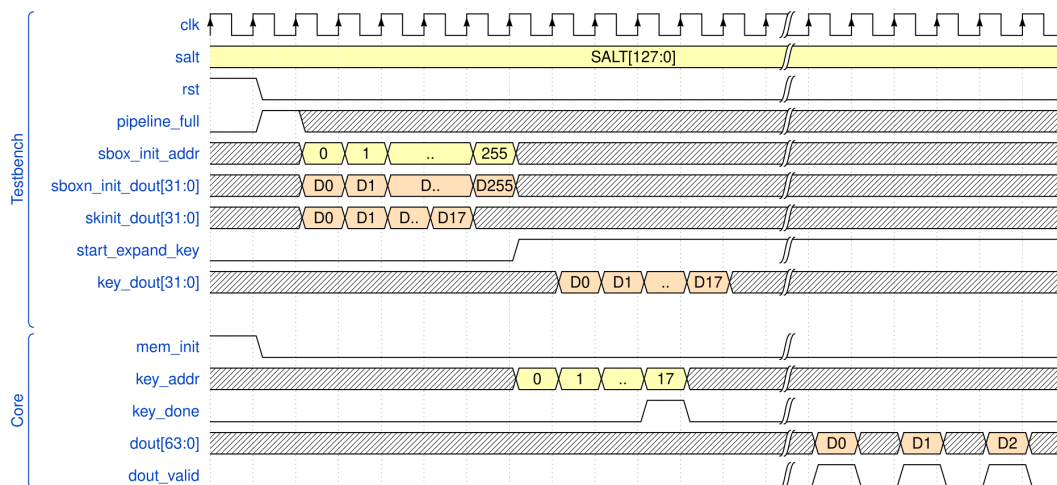 Testbench
clk
salt SALT[127:0]
rst
pipeline_full
sbox_init_addr 0 1 .. 255
sboxn_init_dout[31:0] D0 D1 D.. D255
skinit_dout[31:0] D0 D1 D.. D17
start_expand_key
key_dout[31:0] D0 D1 .. D17
Core
mem_init
key_addr 0 1 .. 17
key_done
dout[63:0] D0 D1 D2
dout_valid